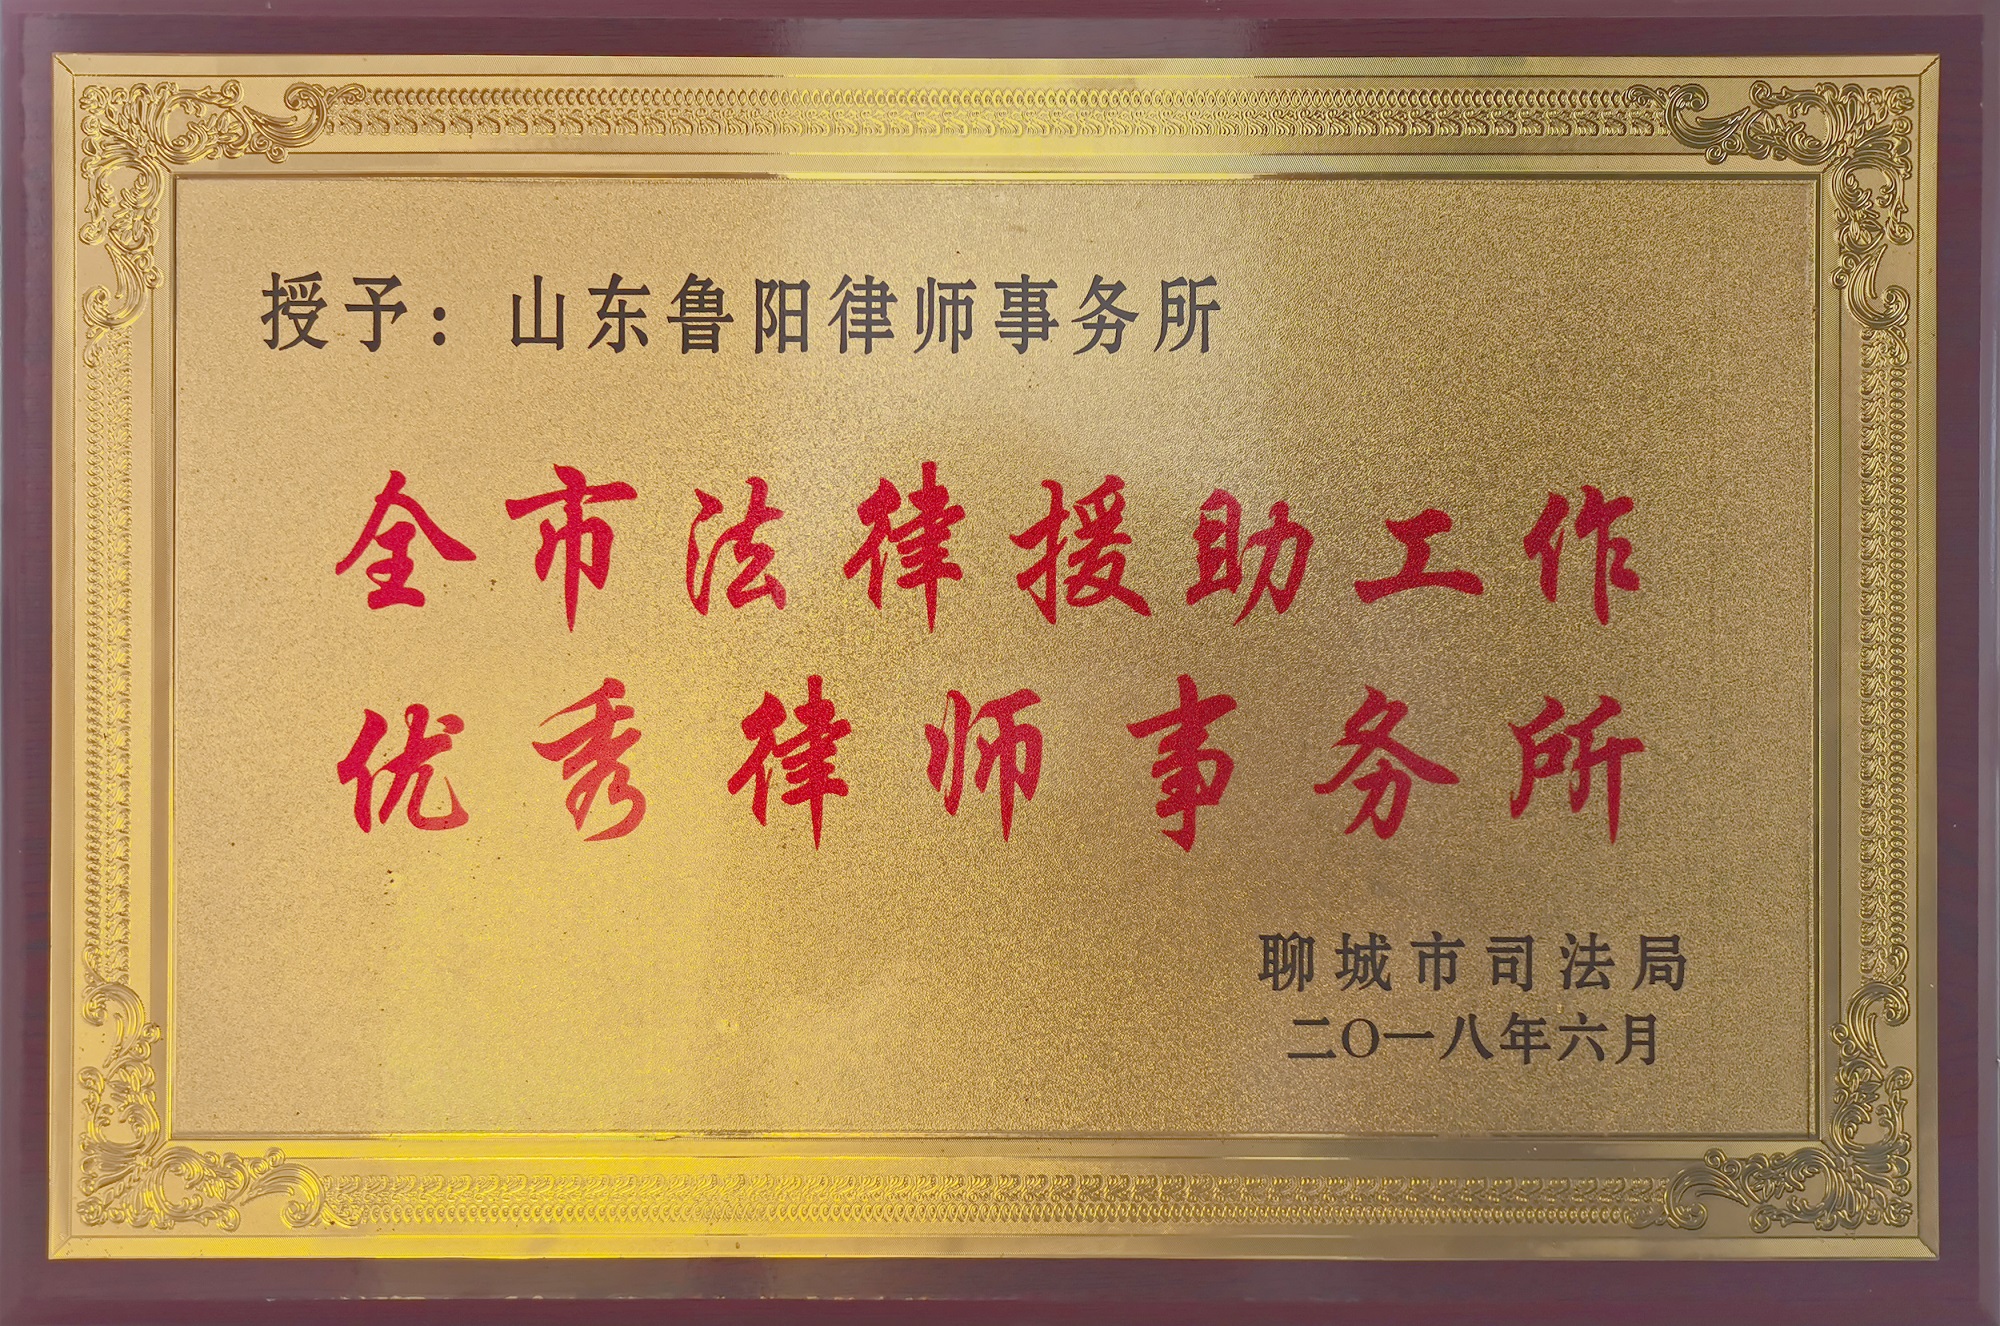 授予：山东鲁阳律师事务所
全市法律援助工作
优秀律师事务所
聊城市司法局
二〇一八年六月